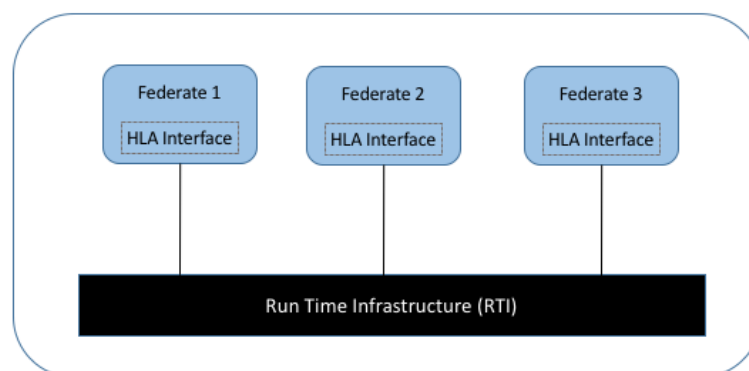 Federate 1
Federate 2
Federate 3
HLA Interface
HLA Interface
HLA Interface
Run Time Infrastructure (RTI)